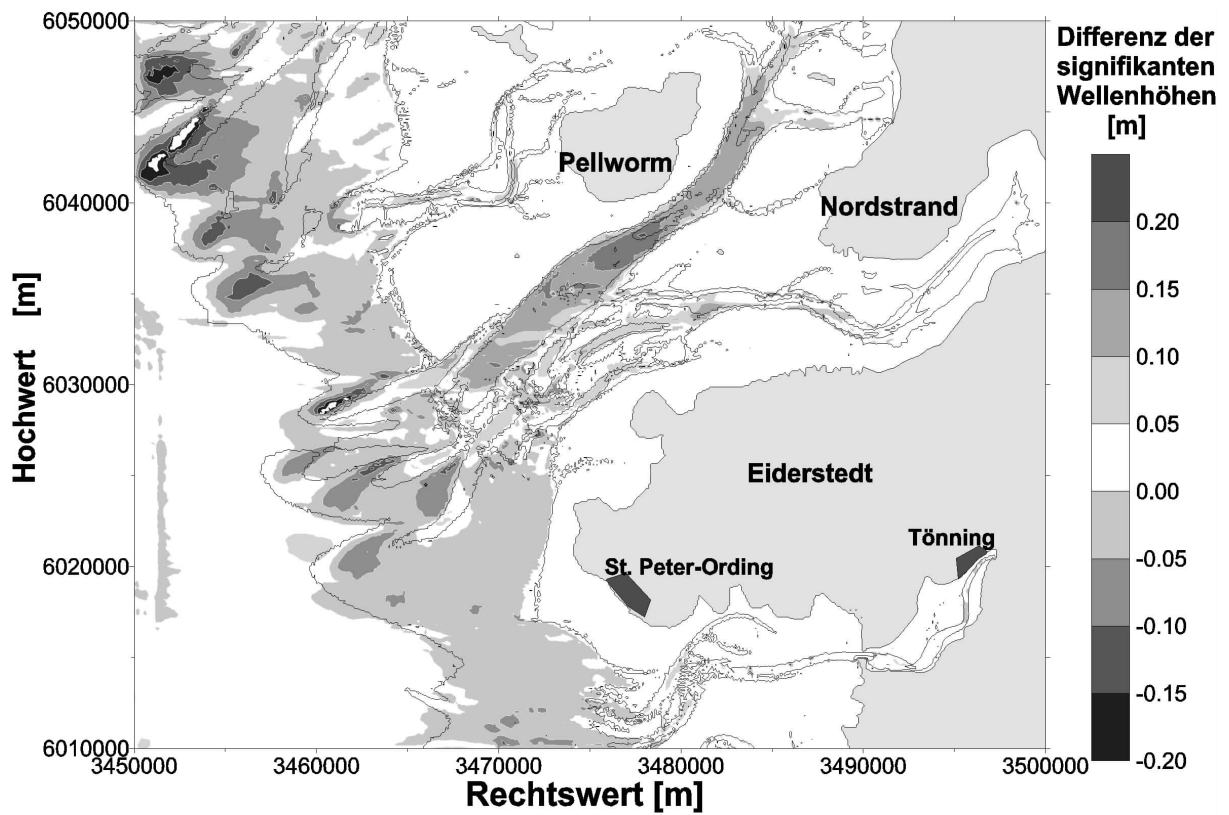 6050000
6040000
6030000
6020000
6010000
Hochwert [m]
3450000
3460000
3470000
3480000
3490000
3500000
Rechtswert [m]
Pellworm
Nordstrand
Eiderstedt
Tönning
St. Peter-Ording
Differenz der
signifikanten
Wellenhöhen
[m]
0.20
0.15
0.10
0.05
0.00
-0.05
-0.10
-0.15
-0.20